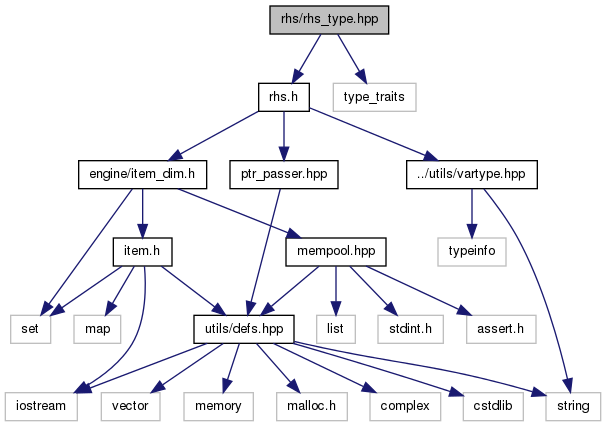 rhs/rhs_type.hpp
rhs.h
type_traits
engine/item_dim.h
ptr_passer.hpp
../utils/vartype.hpp
item.h
mempool.hpp
typeinfo
set
map
utils/defs.hpp
list
stdint.h
assert.h
iostream
vector
memory
malloc.h
complex
cstdlib
string